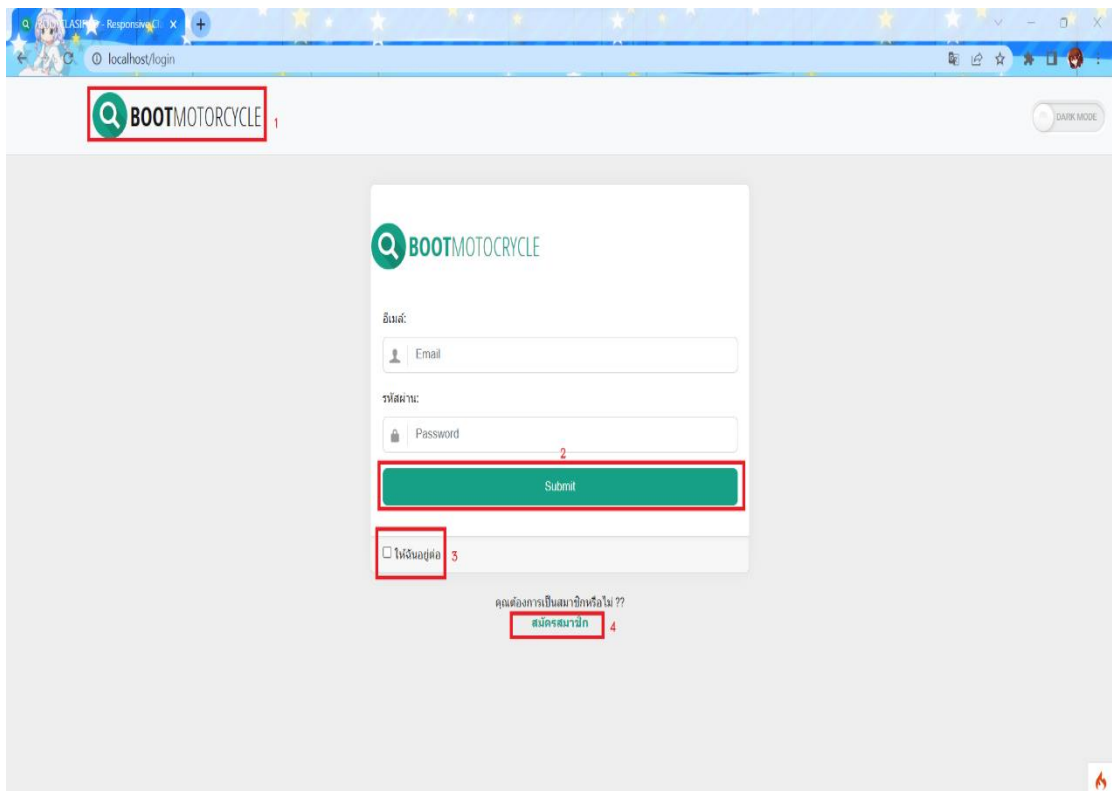 - Responsive Cl
localhost/login
BOOTMOTORCYCLE
1
DARK MODE
BOOTMOTOCRYCLE
อีเมล์:
Email
รหัสผ่าน:
Password
2
Submit
ให้ฉันอยู่ต่อ
3
คุณต้องการเป็นสมาชิกหรือไม่ ??
สมัครสมาชิก
4